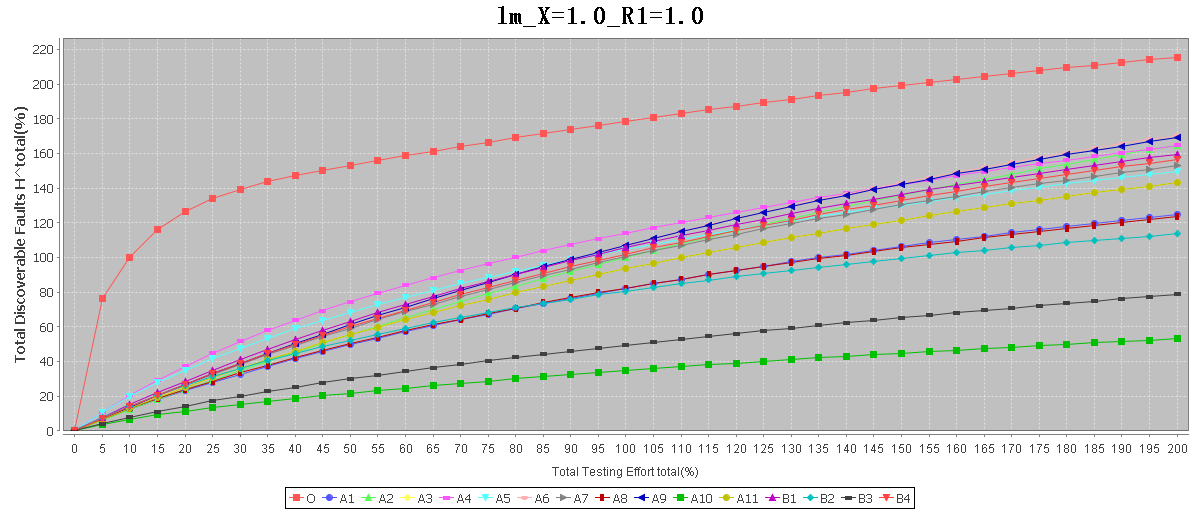 lm_X=1.0_R1=1.0
Total Discoverable Faults H^total(%)
220
200
180
160
140
120
100
80
60
40
20
0
0 5 10 15 20 25 30 35 40 45 50 55 60 65 70 75 80 85 90 95 100 105 110 115 120 125 130 135 140 145 150 155 160 165 170 175 180 185 190 195 200
Total Testing Effort total(%)
O A1 A2 A3 A4 A5 A6 A7 A8 A9 A10 A11 B1 B2 B3 B4